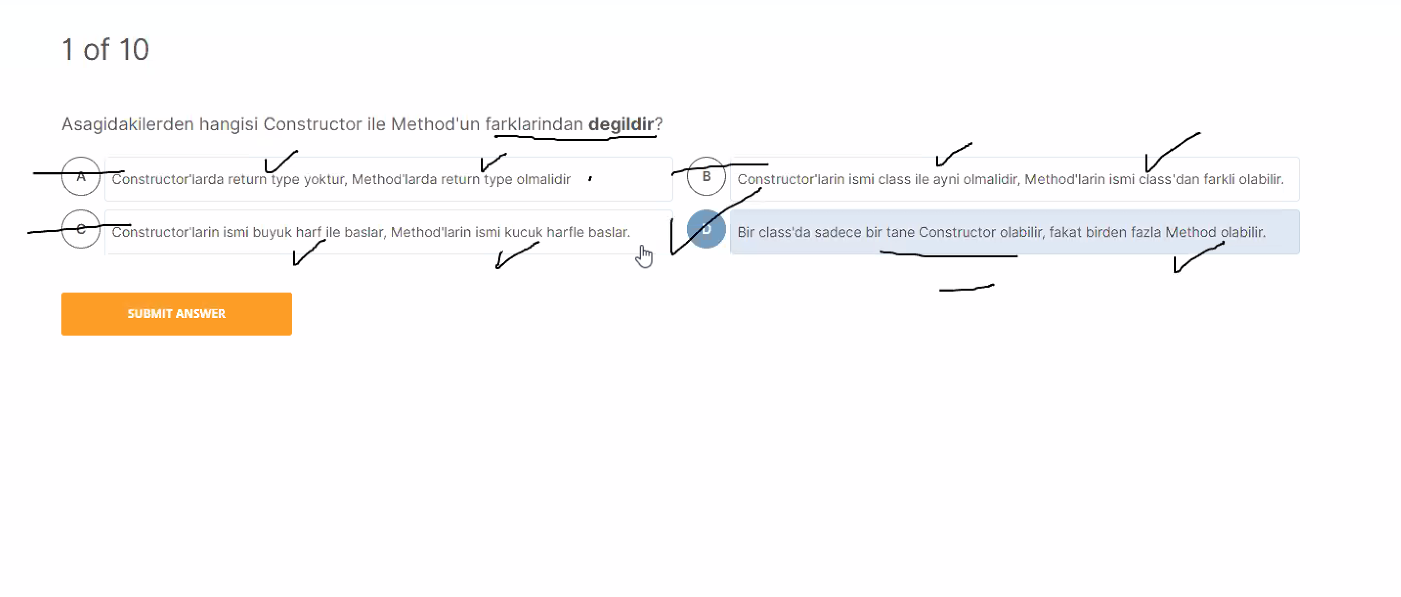 1 of 10
Asagidakilerden hangisi Constructor ile Method'un farklarindan degildir?
A Constructor'larda return type yoktur, Method'larda return type olmalidir
B Constructor'larin ismi class ile ayni olmalidir, Method'larin ismi class'dan farkli olabilir.
C Constructor'larin ismi buyuk harf ile baslar, Method'larin ismi kucuk harfle baslar.
D Bir class'da sadece bir tane Constructor olabilir, fakat birden fazla Method olabilir.
SUBMIT ANSWER